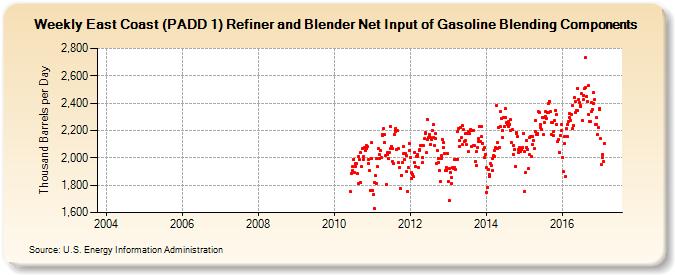 Weekly East Coast (PADD 1) Refiner and Blender Net Input of Gasoline Blending Components
Thousand Barrels per Day
2,800
2,600
2,400
2,200
2,000
1,800
1,600
2004 2006 2008 2010 2012 2014 2016
Source: U.S. Energy Information Administration